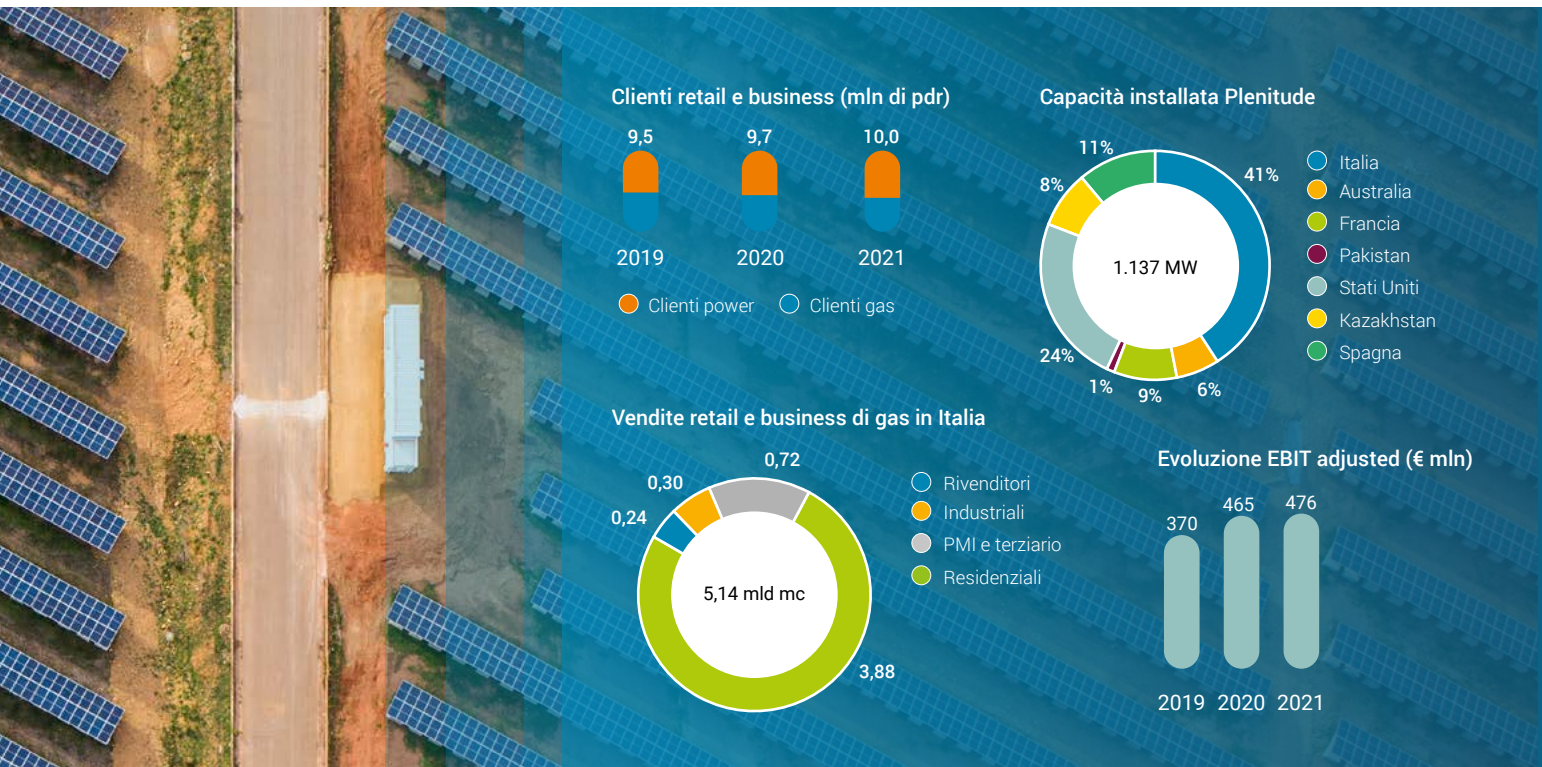 Clienti retail e business (mln di pdr)
9,5
9,7
10,0
2019
2020
2021
Clienti power
Clienti gas
Capacità installata Plenitude
11%
41%
8%
1.137 MW
24%
1%
9%
6%
Italia
Australia
Francia
Pakistan
Stati Uniti
Kazakhstan
Spagna
Vendite retail e business di gas in Italia
0,72
0,30
0,24
5,14 mld mc
3,88
Rivenditori
Industriali
PMI e terziario
Residenziali
Evoluzione EBIT adjusted (€ mln)
370
465
476
2019
2020
2021